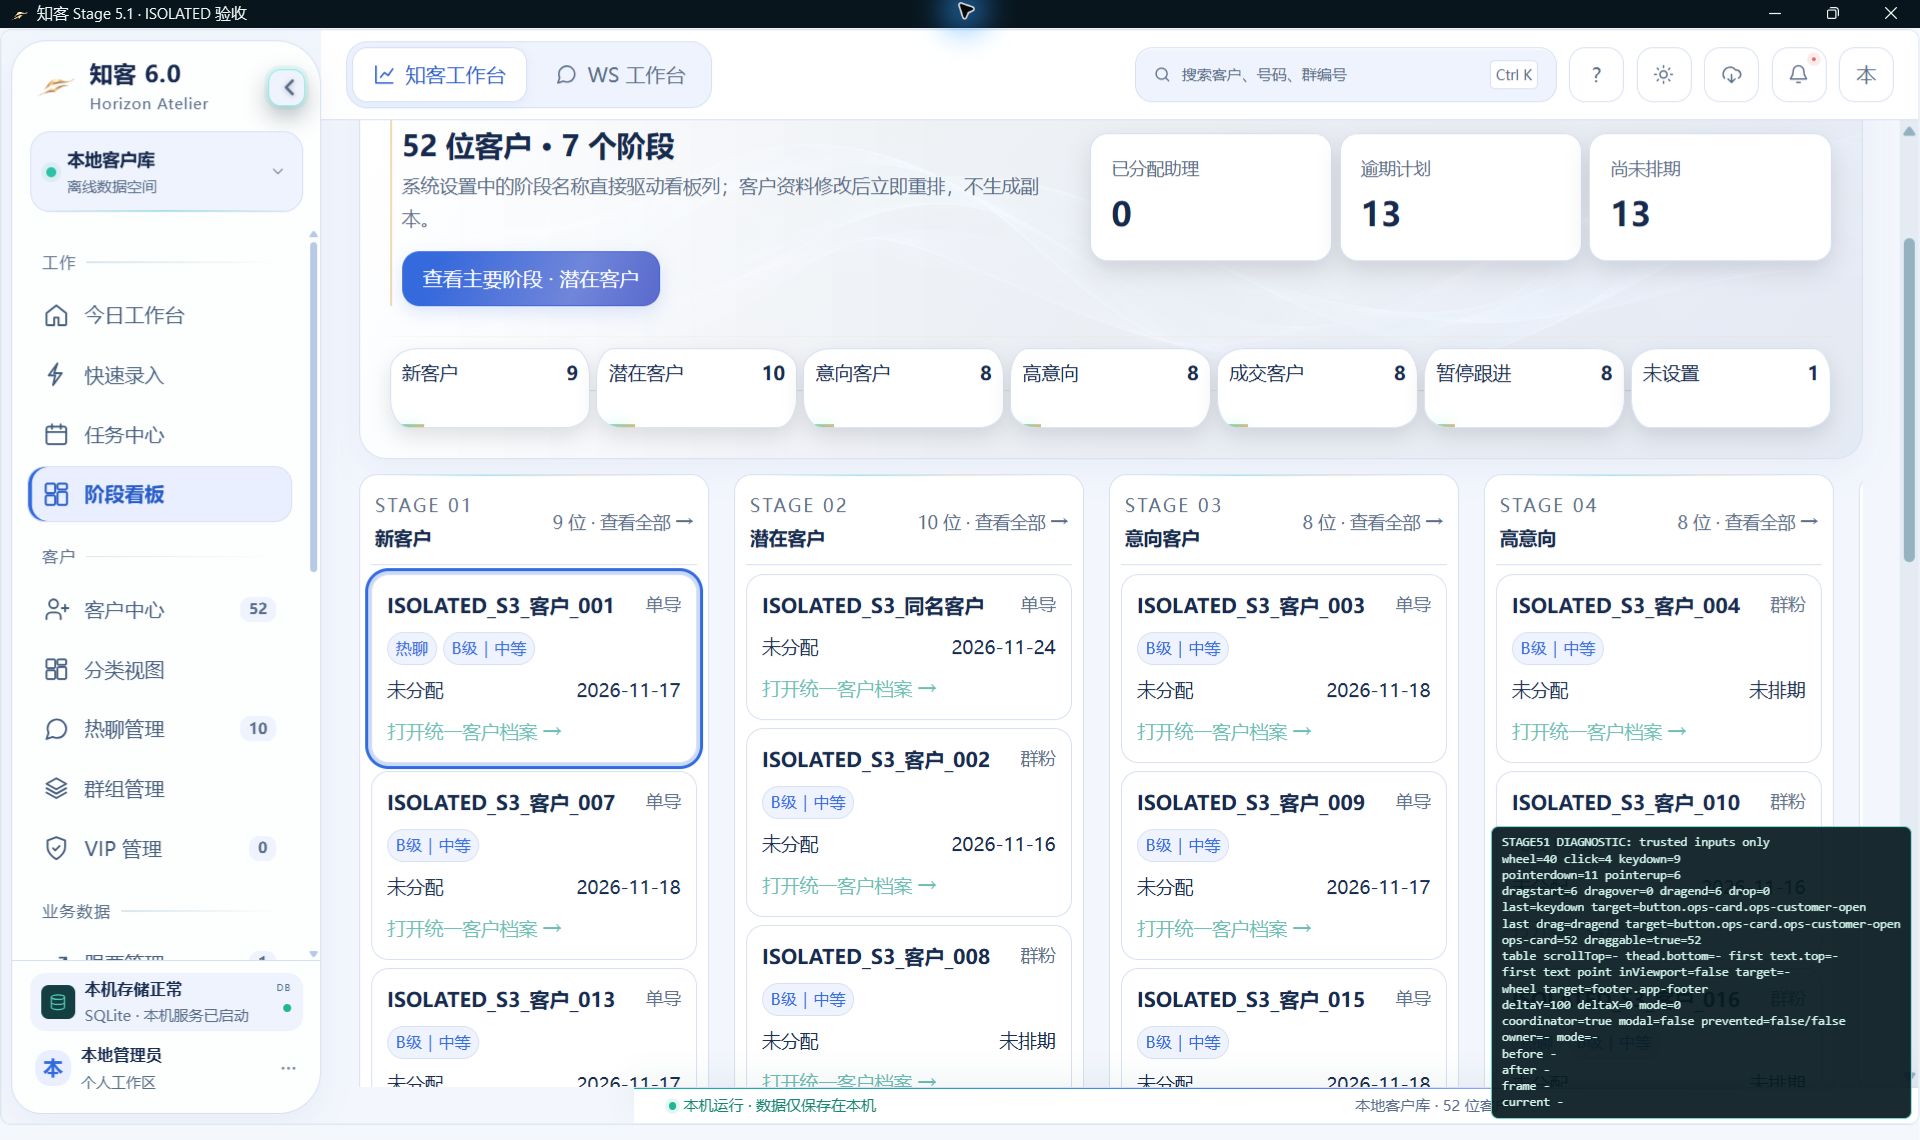 知客 Stage 5.1 · ISOLATED 验收
知客 6.0
Horizon Atelier
本地客户库
离线数据空间
工作
今日工作台
快速录入
任务中心
阶段看板
客户
客户中心 52
分类视图
热聊管理 10
群组管理
VIP 管理 0
业务数据
本机存储正常 DB
SQLite · 本机服务已启动
本 本地管理员
个人工作区
知客工作台
WS 工作台
搜索客户、号码、群编号 Ctrl K
?
本
52 位客户 • 7 个阶段
系统设置中的阶段名称直接驱动看板列；客户资料修改后立即重排，不生成副
本。
查看主要阶段 · 潜在客户
已分配助理
0
逾期计划
13
尚未排期
13
新客户 9
潜在客户 10
意向客户 8
高意向 8
成交客户 8
暂停跟进 8
未设置 1
STAGE 01
新客户
9 位 · 查看全部 →
ISOLATED_S3_客户_001 单导
热聊 B级 | 中等
未分配 2026-11-17
打开统一客户档案 →
ISOLATED_S3_客户_007 单导
B级 | 中等
未分配 2026-11-18
打开统一客户档案 →
ISOLATED_S3_客户_013 单导
B级 | 中等
未分配 2026-11-17
STAGE 02
潜在客户
10 位 · 查看全部 →
ISOLATED_S3_同名客户 单导
未分配 2026-11-24
打开统一客户档案 →
ISOLATED_S3_客户_002 群粉
B级 | 中等
未分配 2026-11-16
打开统一客户档案 →
ISOLATED_S3_客户_008 群粉
B级 | 中等
未分配 未排期
打开统一客户档案 →
STAGE 03
意向客户
8 位 · 查看全部 →
ISOLATED_S3_客户_003 单导
B级 | 中等
未分配 2026-11-18
打开统一客户档案 →
ISOLATED_S3_客户_009 单导
B级 | 中等
未分配 2026-11-17
打开统一客户档案 →
ISOLATED_S3_客户_015 单导
B级 | 中等
未分配 2026-11-18
STAGE 04
高意向
8 位 · 查看全部 →
ISOLATED_S3_客户_004 群粉
B级 | 中等
未分配 未排期
打开统一客户档案 →
ISOLATED_S3_客户_010 群粉
STAGE51 DIAGNOSTIC: trusted inputs only
wheel=40 click=4 keydown=9
pointerdown=11 pointerup=6
dragstart=6 dragover=0 dragend=6 drop=0
last=keydown target=button.ops-card.ops-customer-open
last drag=dragend target=button.ops-card.ops-customer-open
ops-card=52 draggable=true=52
table scrollTop=- thead.bottom=- first text.top=-
first text point inViewport=false target=-
wheel target=footer.app-footer
deltaY=100 deltaX=0 mode=0
coordinator=true modal=false prevented=false/false
owner=- mode=-
before -
after -
frame -
current -
本机运行 · 数据仅保存在本机
本地客户库 · 52 位